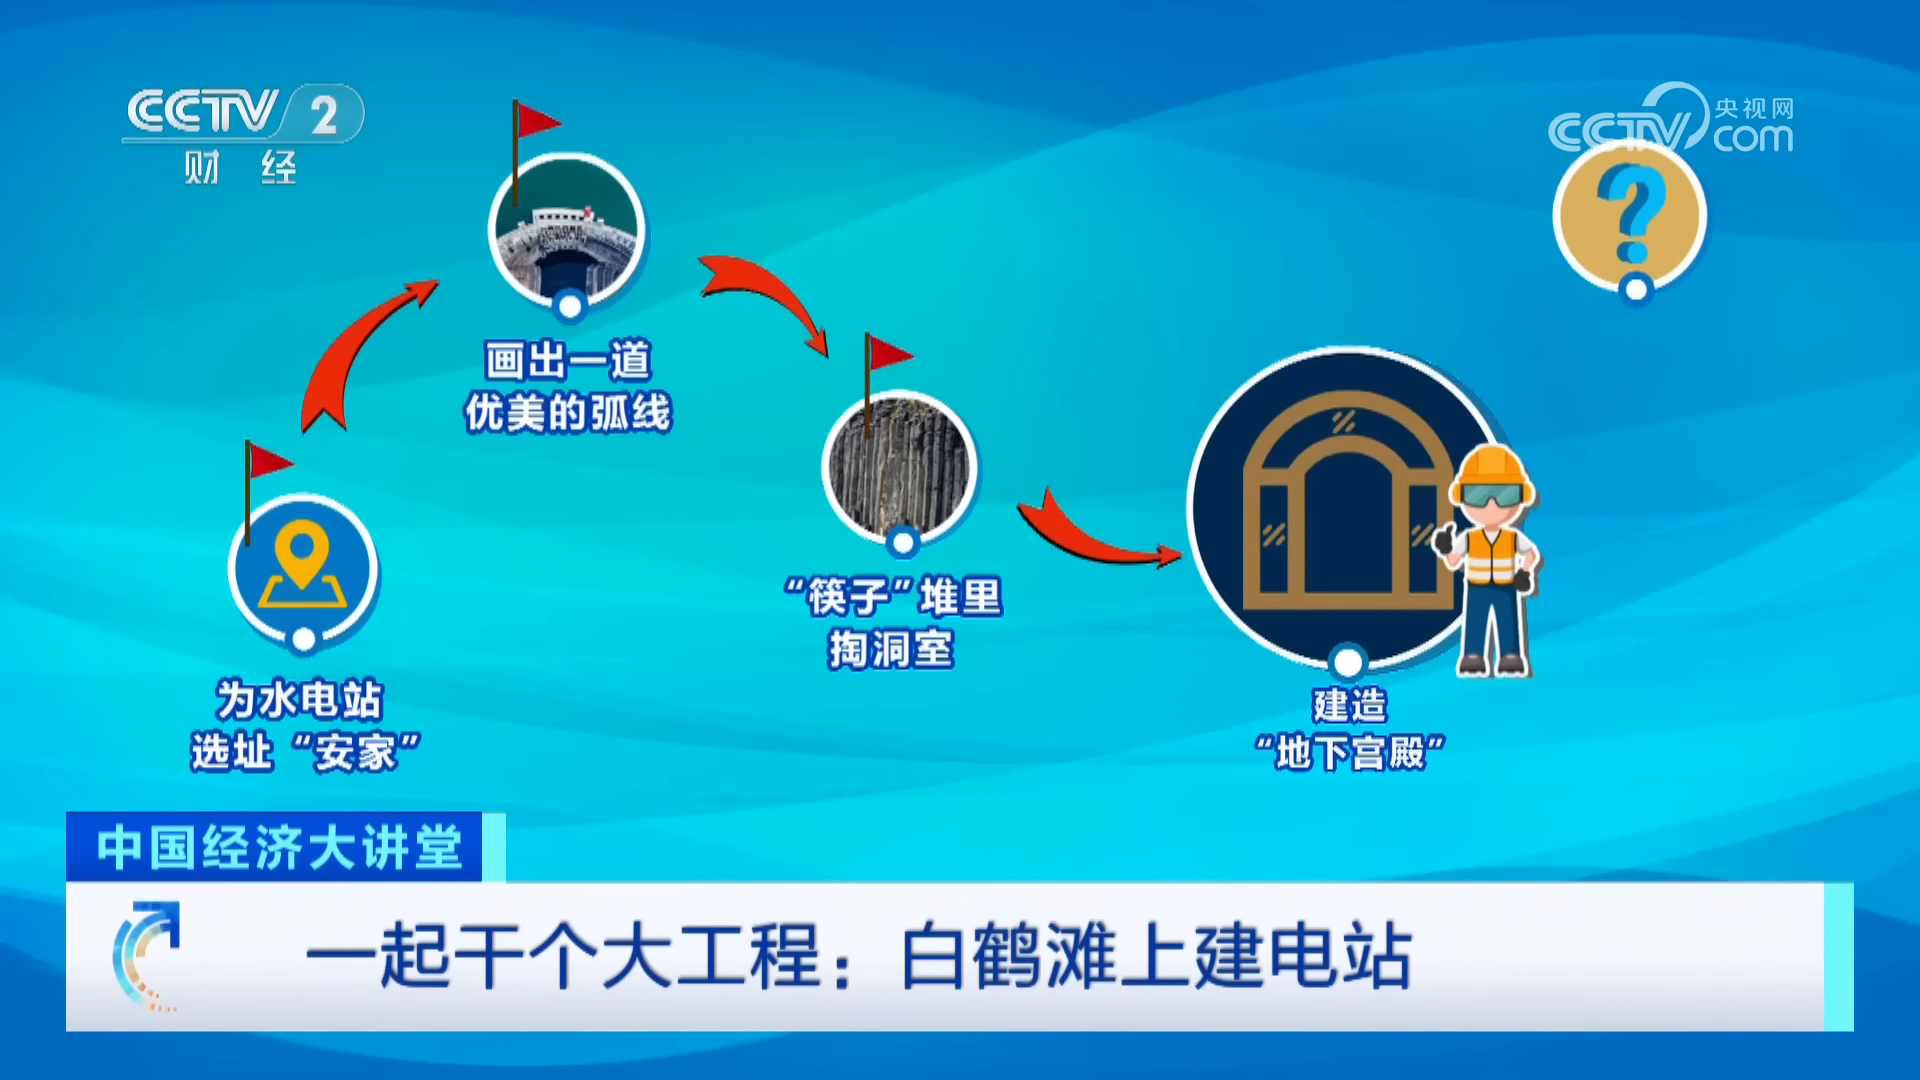 CCTV 2
财 经
央视网
CCTV com
?
画出一道
优美的弧线
“筷子”堆里
掏洞室
为水电站
选址“安家”
建造
“地下宫殿”
中国经济大讲堂
一起干个大工程：白鹤滩上建电站